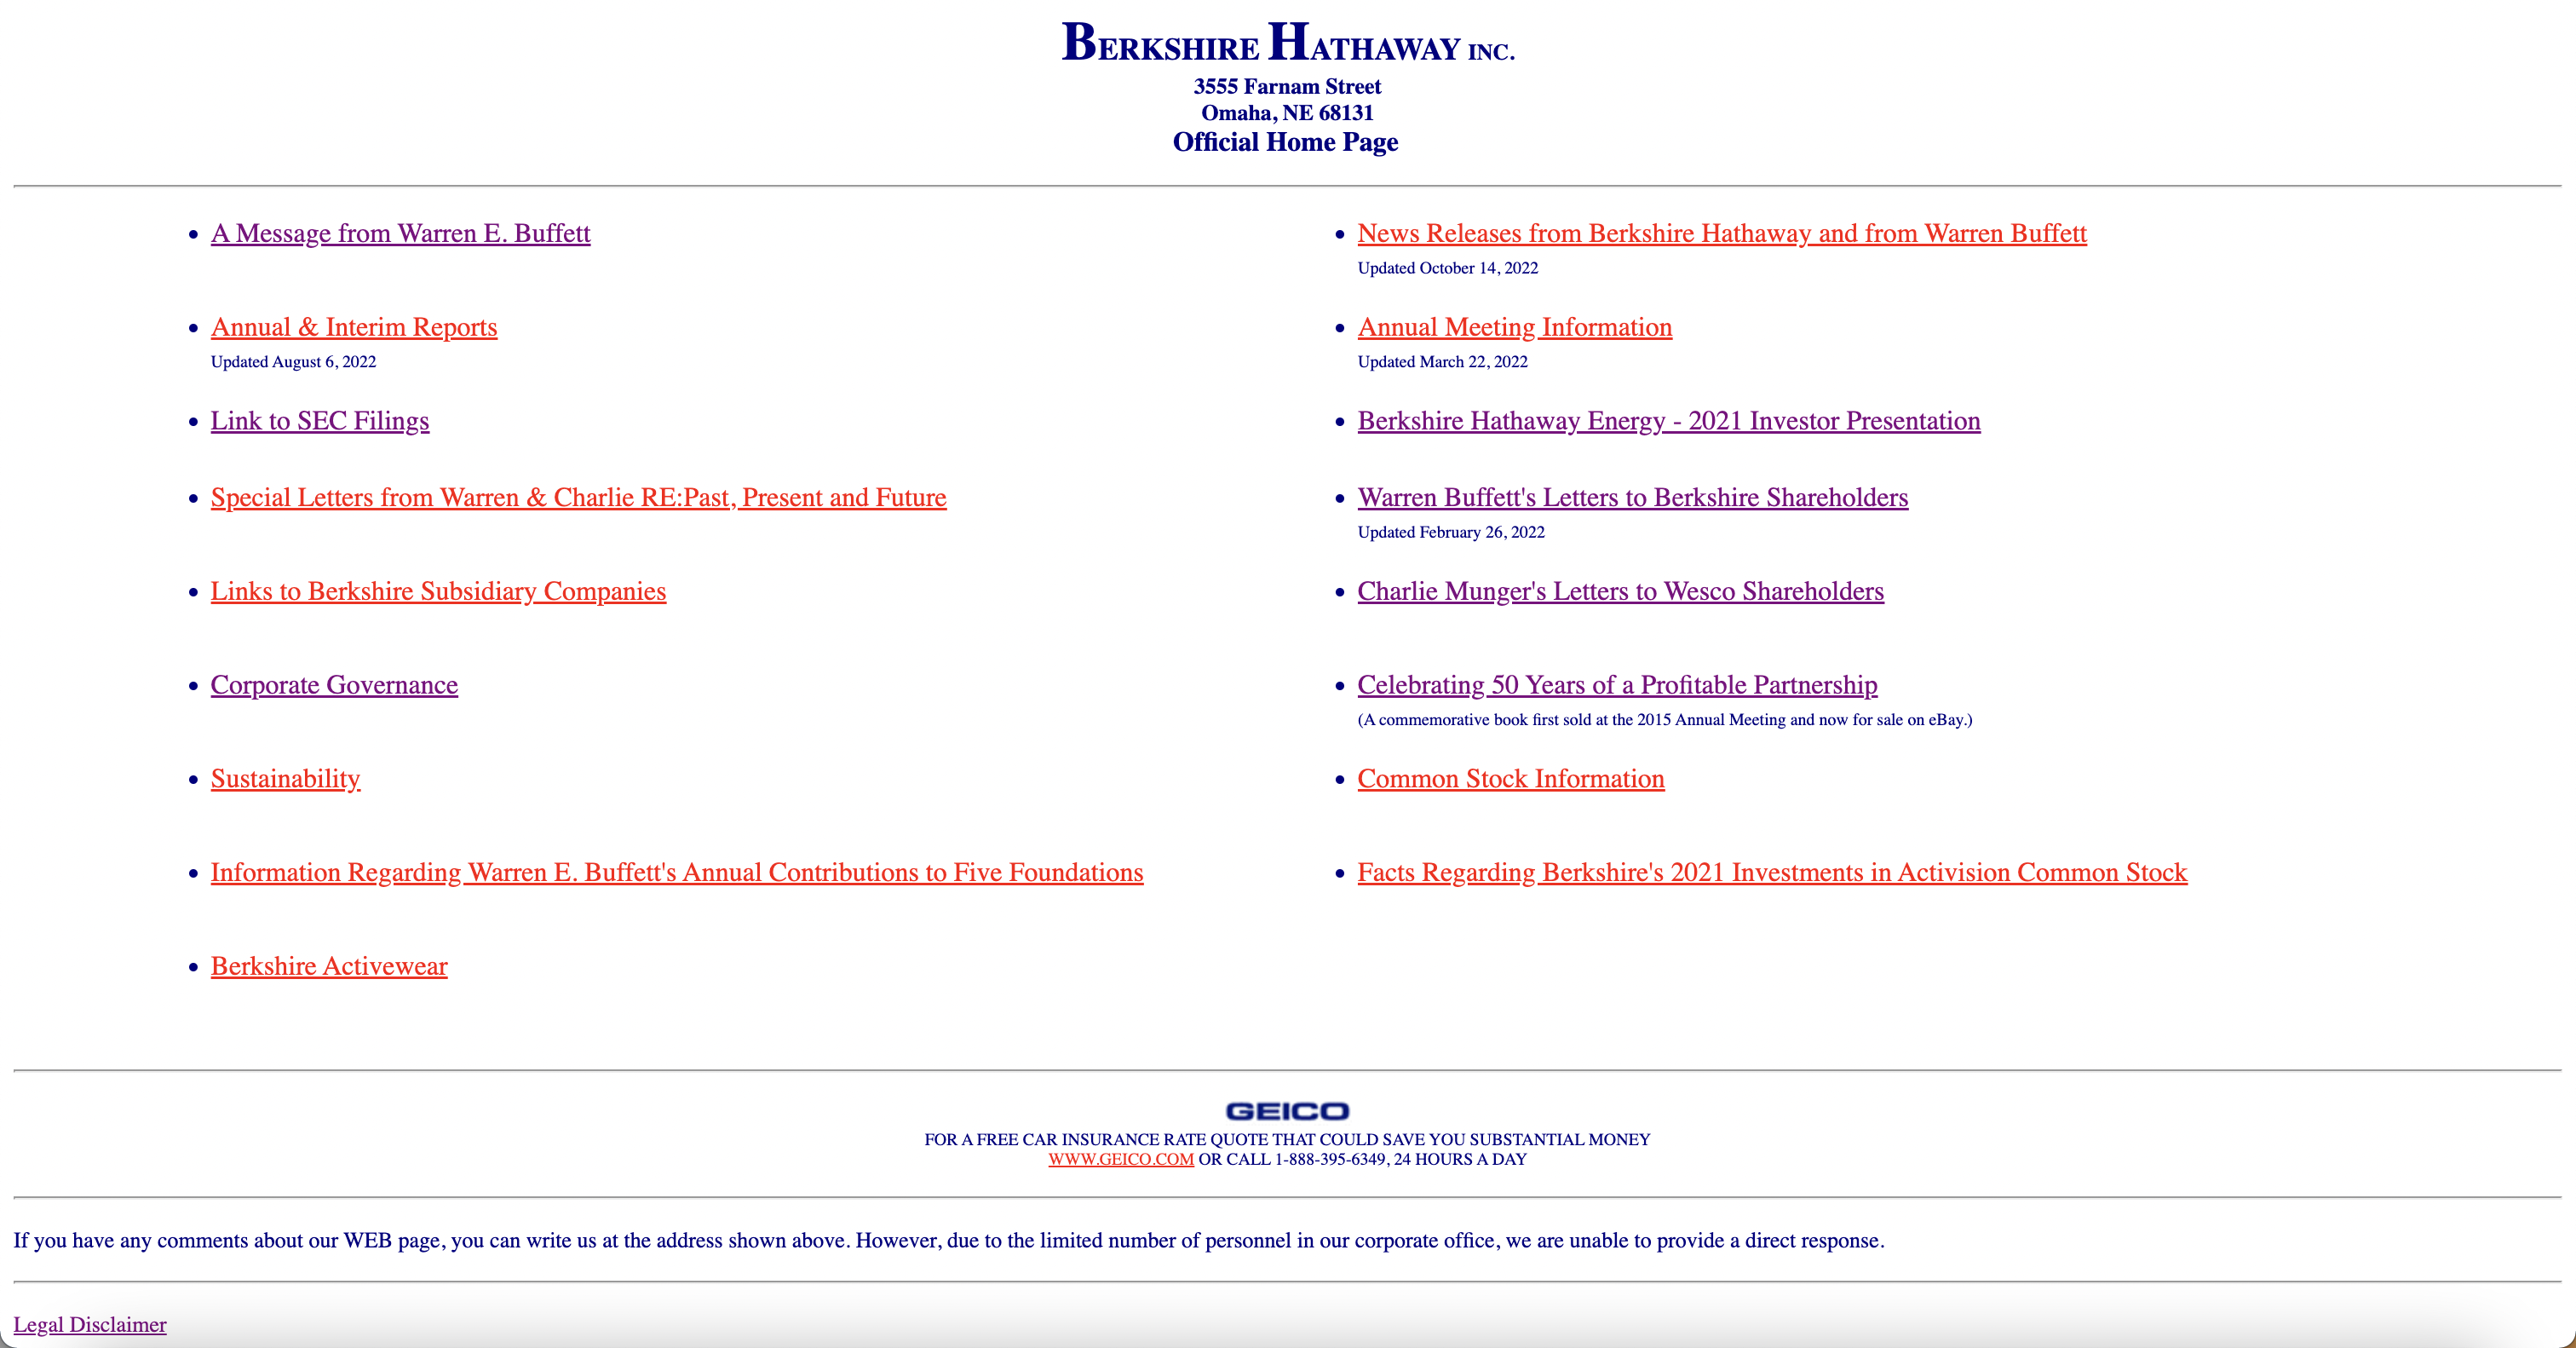 BERKSHIRE HATHAWAY INC.
3555 Farnam Street
Omaha, NE 68131
Official Home Page
A Message from Warren E. Buffett
News Releases from Berkshire Hathaway and from Warren Buffett
Updated October 14, 2022
Annual & Interim Reports
Updated August 6, 2022
Annual Meeting Information
Updated March 22, 2022
Link to SEC Filings
Berkshire Hathaway Energy - 2021 Investor Presentation
Special Letters from Warren & Charlie RE:Past, Present and Future
Warren Buffett's Letters to Berkshire Shareholders
Updated February 26, 2022
Links to Berkshire Subsidiary Companies
Charlie Munger's Letters to Wesco Shareholders
Corporate Governance
Celebrating 50 Years of a Profitable Partnership
(A commemorative book first sold at the 2015 Annual Meeting and now for sale on eBay.)
Sustainability
Common Stock Information
Information Regarding Warren E. Buffett's Annual Contributions to Five Foundations
Facts Regarding Berkshire's 2021 Investments in Activision Common Stock
Berkshire Activewear
GEICO
FOR A FREE CAR INSURANCE RATE QUOTE THAT COULD SAVE YOU SUBSTANTIAL MONEY
WWW.GEICO.COM OR CALL 1-888-395-6349, 24 HOURS A DAY
If you have any comments about our WEB page, you can write us at the address shown above. However, due to the limited number of personnel in our corporate office, we are unable to provide a direct response.
Legal Disclaimer